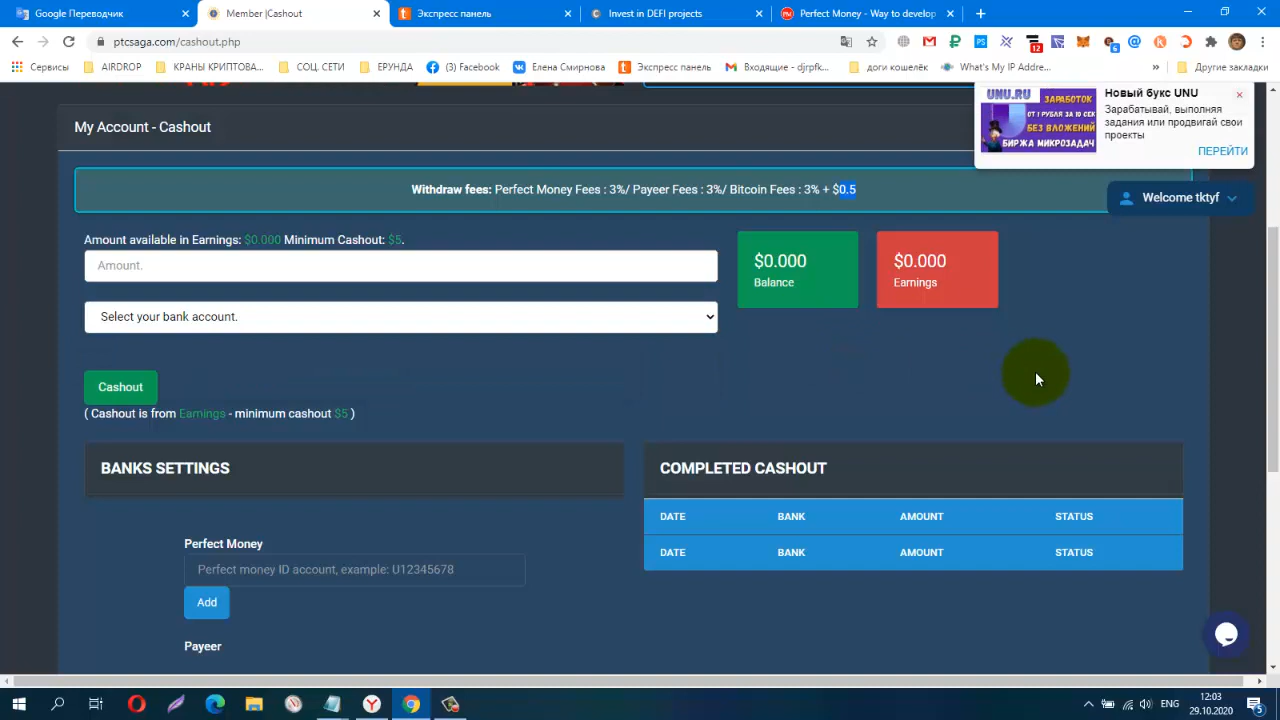 Google Переводчик
Member |Cashout
Экспресс панель
Invest in DEFI projects
Perfect Money - Way to develop
ptcsaga.com/cashout.php
12
6
Сервисы
AIRDROP
КРАНЫ КРИПТОВА...
СОЦ. СЕТИ
ЕРУНДА
(3) Facebook
Елена Смирнова
Экспресс панель
Входящие - djrpfk...
доги кошелёк
What's My IP Addre...
»
Другие закладки
My Account - Cashout
UNU.RU
ЗАРАБОТОК
ОТ 1 РУБЛЯ ЗА 10 СЕК
БЕЗ ВЛОЖЕНИЙ
БИРЖА МИКРОЗАДАЧ
Новый букс UNU
Зарабатывай, выполняя
задания или продвигай свои
проекты
ПЕРЕЙТИ
Withdraw fees: Perfect Money Fees : 3%/ Payeer Fees : 3%/ Bitcoin Fees : 3% + $0.5
Welcome tktyf
Amount available in Earnings: $0.000 Minimum Cashout: $5.
Amount.
Select your bank account.
$0.000
Balance
$0.000
Earnings
Cashout
( Cashout is from Earnings - minimum cashout $5 )
BANKS SETTINGS
COMPLETED CASHOUT
DATE BANK AMOUNT STATUS
DATE BANK AMOUNT STATUS
Perfect Money
Perfect money ID account, example: U12345678
Add
Payeer
ENG
12:03
29.10.2020
5